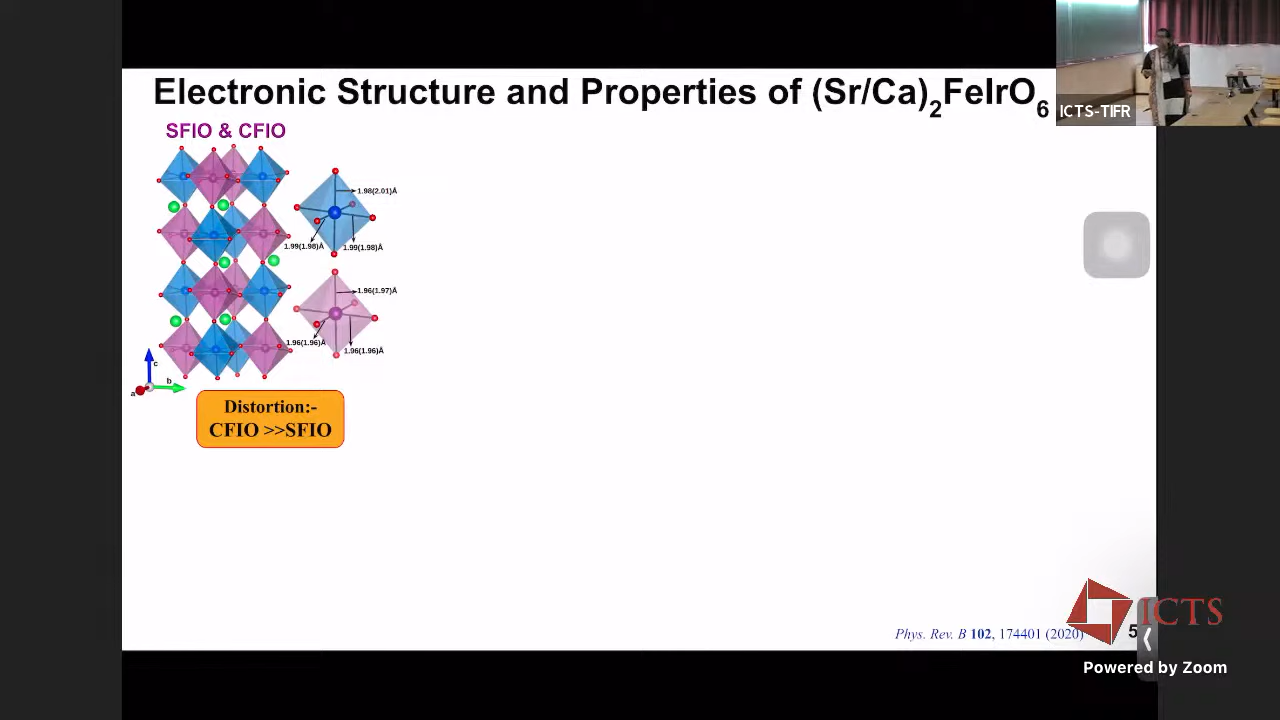 Electronic Structure and Properties of (Sr/Ca)2FeIrO6
ICTS-TIFR
SFIO & CFIO
1.98(2.01)Å
1.99(1.98)Å
1.99(1.98)Å
1.96(1.97)Å
1.96(1.96)Å
1.96(1.96)Å
c
b
a
Distortion:-
CFIO >>SFIO
Phys. Rev. B 102, 174401 (2020)
5
ICTS
Powered by Zoom